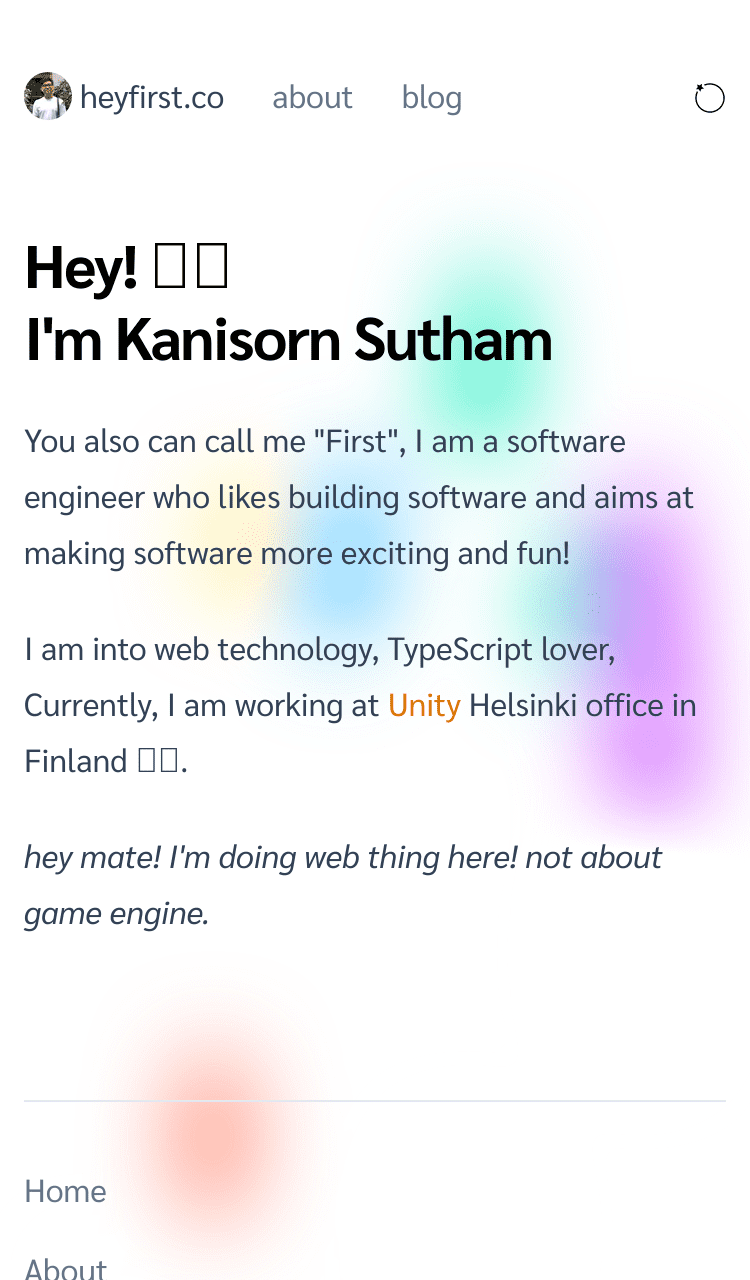 heyfirst.co about blog
Hey!
I'm Kanisorn Sutham
You also can call me "First", I am a software
engineer who likes building software and aims at
making software more exciting and fun!
I am into web technology, TypeScript lover,
Currently, I am working at Unity Helsinki office in
Finland .
hey mate! I'm doing web thing here! not about
game engine.
Home
About